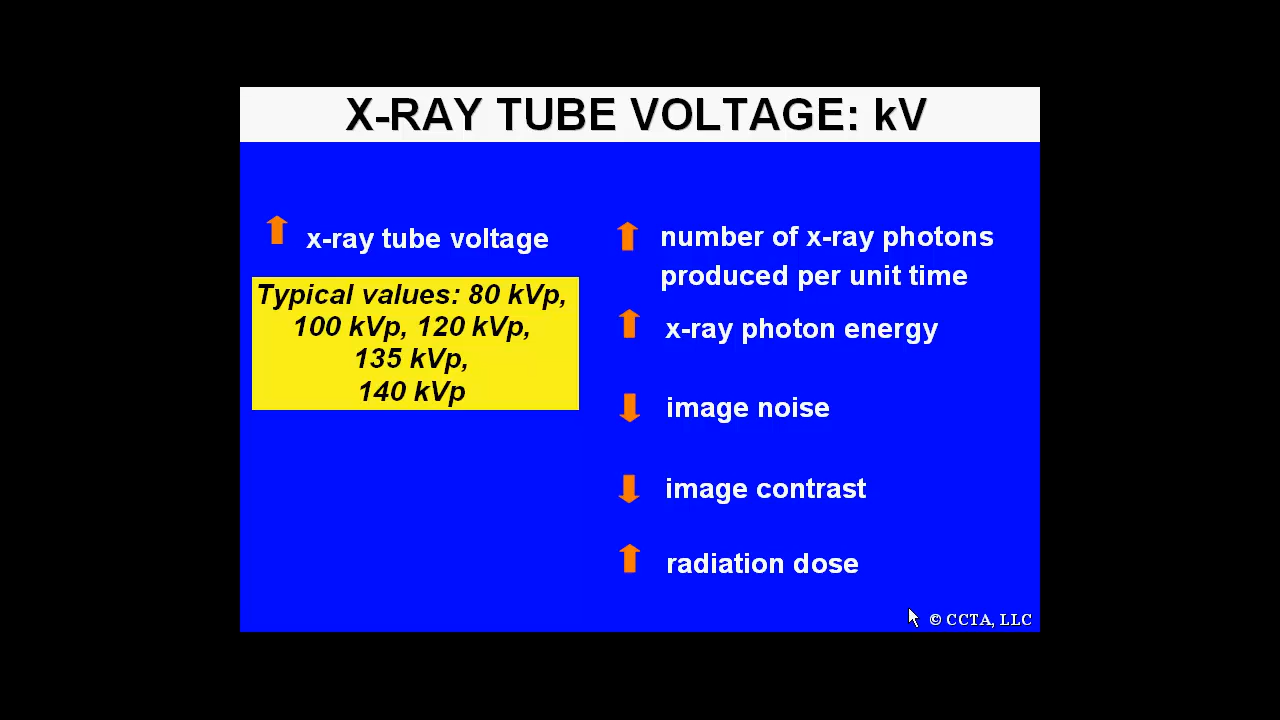 X-RAY TUBE VOLTAGE: kV
x-ray tube voltage
Typical values: 80 kVp,
100 kVp, 120 kVp,
135 kVp,
140 kVp
number of x-ray photons
produced per unit time
x-ray photon energy
image noise
image contrast
radiation dose
© CCTA, LLC